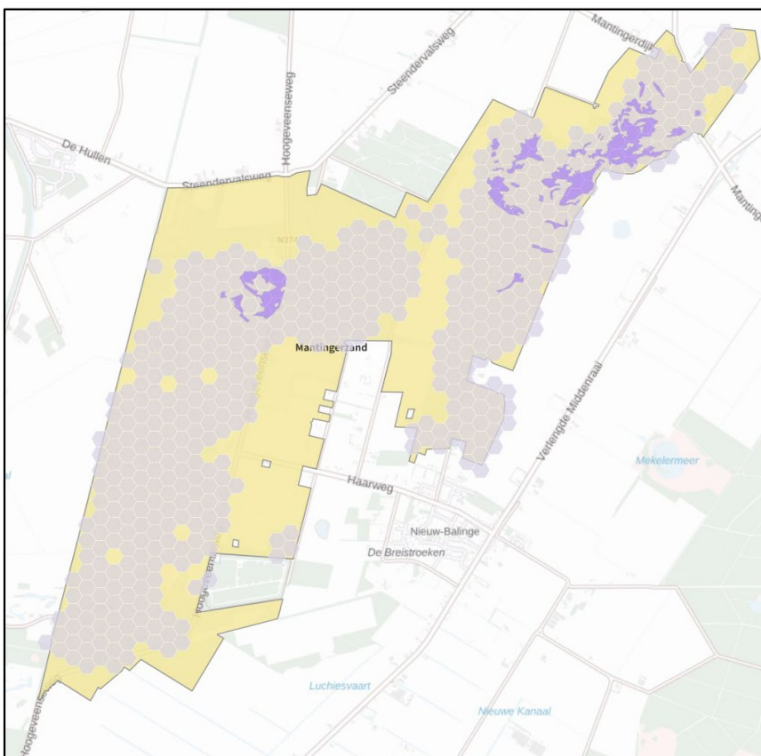 Mantingerdijk
Steendervalsweg
Hoogeveenseweg
De Hullen
Steendervalsweg
N374
Manting
Mantingerzand
Verlengde Middenraai
Mekelermeer
Haarweg
Nieuw-Balinge
De Breistroeken
Luchiesvaart
Nieuwe Kanaal